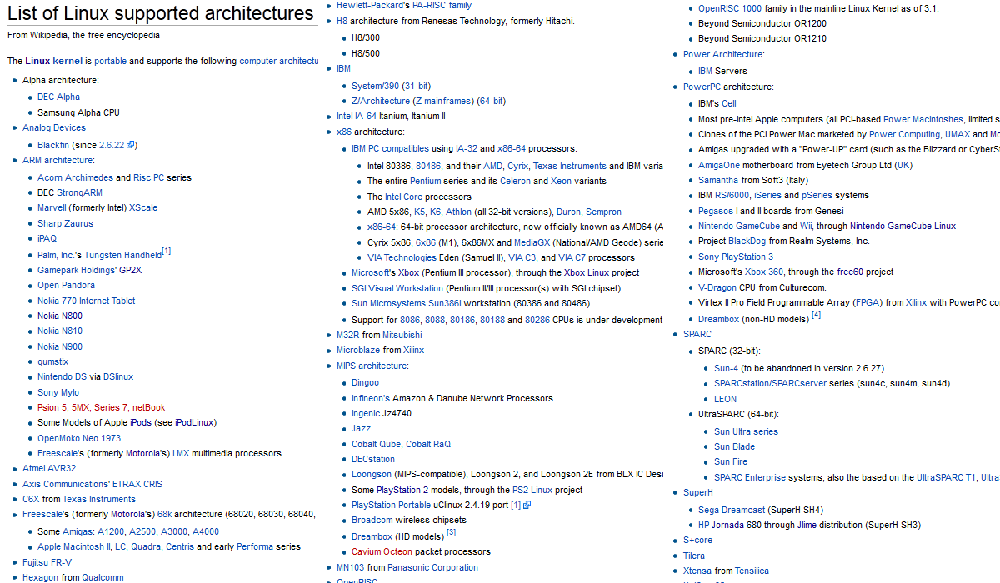 List of Linux supported architectures
From Wikipedia, the free encyclopedia
The Linux kernel is portable and supports the following computer architectu
Alpha architecture:
DEC Alpha
Samsung Alpha CPU
Analog Devices
Blackfin (since 2.6.22)
ARM architecture:
Acorn Archimedes and Risc PC series
DEC StrongARM
Marvell (formerly Intel) XScale
Sharp Zaurus
iPAQ
Palm, Inc.'s Tungsten Handheld[1]
Gamepark Holdings' GP2X
Open Pandora
Nokia 770 Internet Tablet
Nokia N800
Nokia N810
Nokia N900
gumstix
Nintendo DS via DSlinux
Sony Mylo
Psion 5, 5MX, Series 7, netBook
Some Models of Apple iPods (see iPodLinux)
OpenMoko Neo 1973
Freescale's (formerly Motorola's) i.MX multimedia processors
Atmel AVR32
Axis Communications' ETRAX CRIS
C6X from Texas Instruments
Freescale's (formerly Motorola's) 68k architecture (68020, 68030, 68040,
Some Amigas: A1200, A2500, A3000, A4000
Apple Macintosh II, LC, Quadra, Centris and early Performa series
Fujitsu FR-V
Hexagon from Qualcomm
Hewlett-Packard's PA-RISC family
H8 architecture from Renesas Technology, formerly Hitachi.
H8/300
H8/500
IBM
System/390 (31-bit)
Z/Architecture (Z mainframes) (64-bit)
Intel IA-64 Itanium, Itanium II
x86 architecture:
IBM PC compatibles using IA-32 and x86-64 processors:
Intel 80386, 80486, and their AMD, Cyrix, Texas Instruments and IBM varia
The entire Pentium series and its Celeron and Xeon variants
The Intel Core processors
AMD 5x86, K5, K6, Athlon (all 32-bit versions), Duron, Sempron
x86-64: 64-bit processor architecture, now officially known as AMD64 (A
Cyrix 5x86, 6x86 (M1), 6x86MX and MediaGX (National/AMD Geode) serie
VIA Technologies Eden (Samuel II), VIA C3, and VIA C7 processors
Microsoft's Xbox (Pentium III processor), through the Xbox Linux project
SGI Visual Workstation (Pentium II/III processor(s) with SGI chipset)
Sun Microsystems Sun386i workstation (80386 and 80486)
Support for 8086, 8088, 80186, 80188 and 80286 CPUs is under development
M32R from Mitsubishi
Microblaze from Xilinx
MIPS architecture:
Dingoo
Infineon's Amazon & Danube Network Processors
Ingenic Jz4740
Jazz
Cobalt Qube, Cobalt RaQ
DECstation
Loongson (MIPS-compatible), Loongson 2, and Loongson 2E from BLX IC Desi
Some PlayStation 2 models, through the PS2 Linux project
PlayStation Portable uClinux 2.4.19 port [1]
Broadcom wireless chipsets
Dreambox (HD models) [3]
Cavium Octeon packet processors
MN103 from Panasonic Corporation
OpenRISC
OpenRISC 1000 family in the mainline Linux Kernel as of 3.1.
Beyond Semiconductor OR1200
Beyond Semiconductor OR1210
Power Architecture:
IBM Servers
PowerPC architecture:
IBM's Cell
Most pre-Intel Apple computers (all PCI-based Power Macintoshes, limited s
Clones of the PCI Power Mac marketed by Power Computing, UMAX and Mo
Amigas upgraded with a "Power-UP" card (such as the Blizzard or CyberSt
AmigaOne motherboard from Eyetech Group Ltd (UK)
Samantha from Soft3 (Italy)
IBM RS/6000, iSeries and pSeries systems
Pegasos I and II boards from Genesi
Nintendo GameCube and Wii, through Nintendo GameCube Linux
Project BlackDog from Realm Systems, Inc.
Sony PlayStation 3
Microsoft's Xbox 360, through the free60 project
V-Dragon CPU from Culturecom.
Virtex II Pro Field Programmable Array (FPGA) from Xilinx with PowerPC co
Dreambox (non-HD models) [4]
SPARC
SPARC (32-bit):
Sun-4 (to be abandoned in version 2.6.27)
SPARCstation/SPARCserver series (sun4c, sun4m, sun4d)
LEON
UltraSPARC (64-bit):
Sun Ultra series
Sun Blade
Sun Fire
SPARC Enterprise systems, also the based on the UltraSPARC T1, Ultra
SuperH
Sega Dreamcast (SuperH SH4)
HP Jornada 680 through Jlime distribution (SuperH SH3)
S+core
Tilera
Xtensa from Tensilica